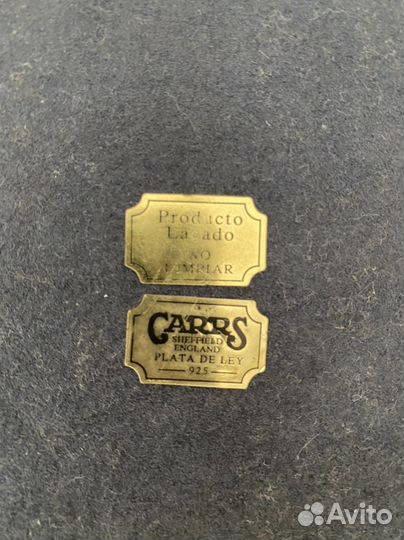 Producto
Lacado
NO
LIMPIAR
CARRS
SHEFFIELD
ENGLAND
PLATA DE LEY
925
Avito